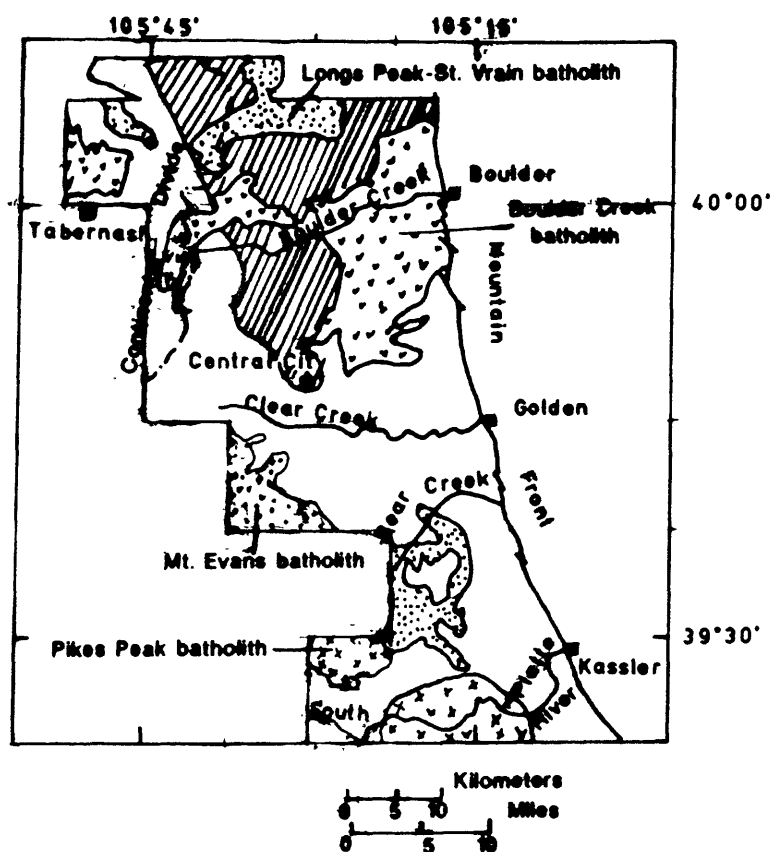 105°45' 105°15'
Longs Peak-St. Vrain batholith
Divide
Boulder
Boulder Creek
40°00'
Tabernash
Boulder Creek
batholith
Mountain
Continental
Central City
Clear Creek
Golden
Bear Creek
Front
Mt. Evans batholith
Pikes Peak batholith
39°30'
Kassler
South
Platte
River
Kilometers
0 5 10
Miles
0 5 10